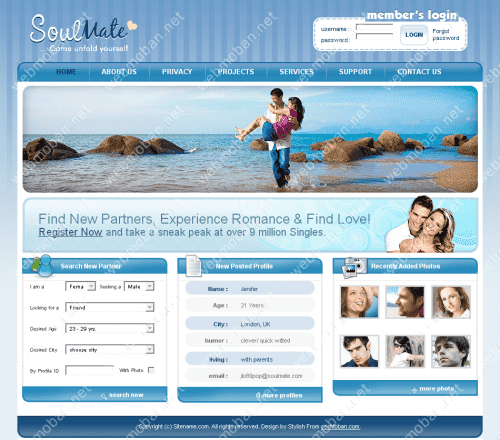 SoulMate
Come unfold yourself
member's login
username :
password :
LOGIN
Forgot
password
HOME
ABOUT US
PRIVACY
PROJECTS
SERVICES
SUPPORT
CONTACT US
Find New Partners, Experience Romance & Find Love!
Register Now and take a sneak peak at over 9 million Singles.
Search New Partner
I am a
Fema
Seeking a
Male
Looking for a
Friend
Desired Age
23 - 29 yrs.
Desired City
choose city
By Profile ID
With Photo
search now
New Posted Profile
Name :
Jenifer
Age :
21 Years
City :
London, UK
humor :
clever/ quick witted
living :
with parents
email :
more profiles
Recently Added Photos
more photo
Copyright (c) Sitename.com. All rights reserved. Design by Stylish From
webmoban.net